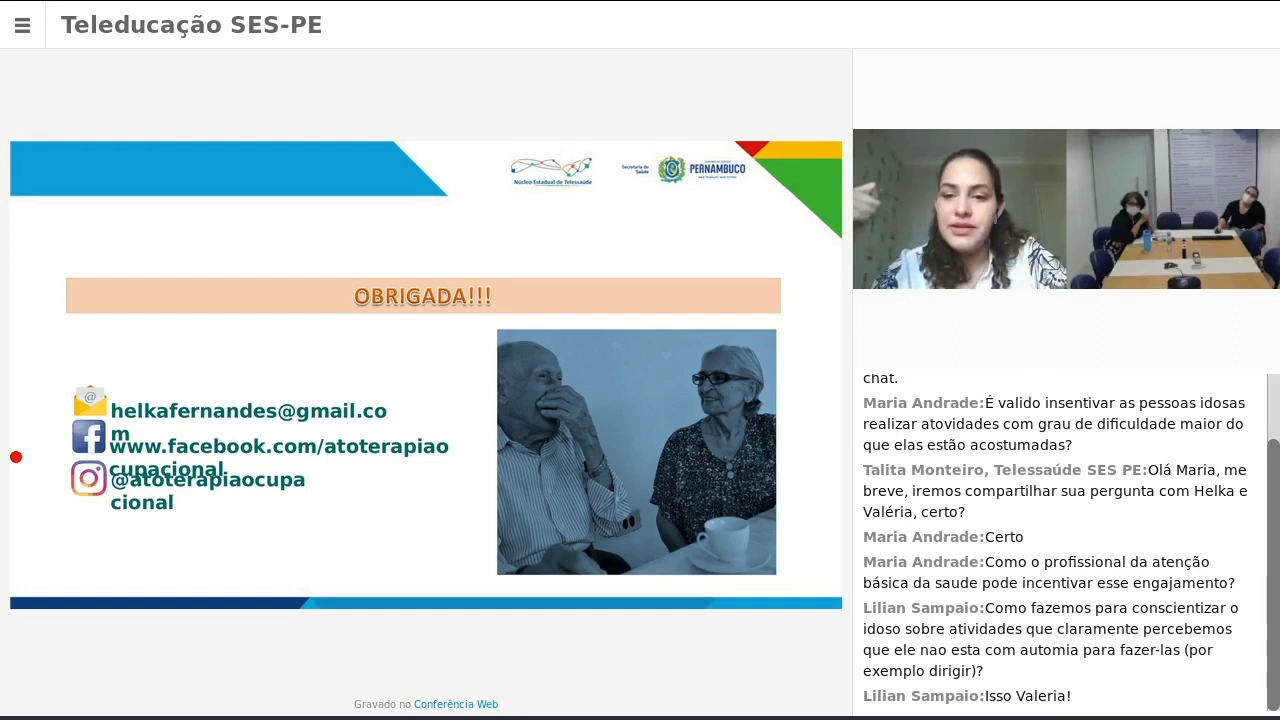 Teleducação SES-PE
Núcleo Estadual de Telessaúde
Secretaria de
Saúde
PERNAMBUCO
OBRIGADA!!!
helkafernandes@gmail.co
m
www.facebook.com/atoterapiao
cupacional
@atoterapiaocupa
cional
Gravado no Conferência Web
chat.
Maria Andrade:É valido insentivar as pessoas idosas
realizar atovidades com grau de dificuldade maior do
que elas estão acostumadas?
Talita Monteiro, Telessaúde SES PE:Olá Maria, me
breve, iremos compartilhar sua pergunta com Helka e
Valéria, certo?
Maria Andrade:Certo
Maria Andrade:Como o profissional da atenção
básica da saude pode incentivar esse engajamento?
Lilian Sampaio:Como fazemos para conscientizar o
idoso sobre atividades que claramente percebemos
que ele nao esta com automia para fazer-las (por
exemplo dirigir)?
Lilian Sampaio:Isso Valeria!